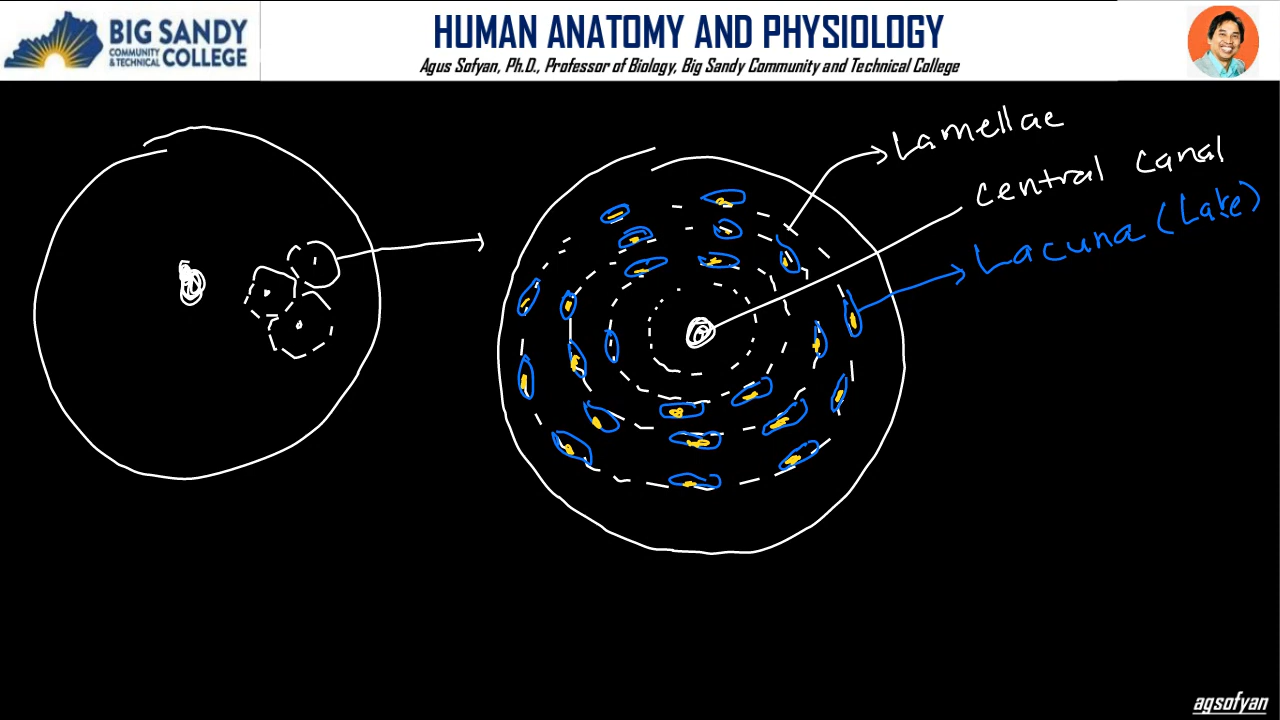 BIG SANDY
COMMUNITY
& TECHNICAL COLLEGE
HUMAN ANATOMY AND PHYSIOLOGY
Agus Sofyan, Ph.D., Professor of Biology, Big Sandy Community and Technical College
Lamellae
central canal
Lacuna (Lake)
agsofyan